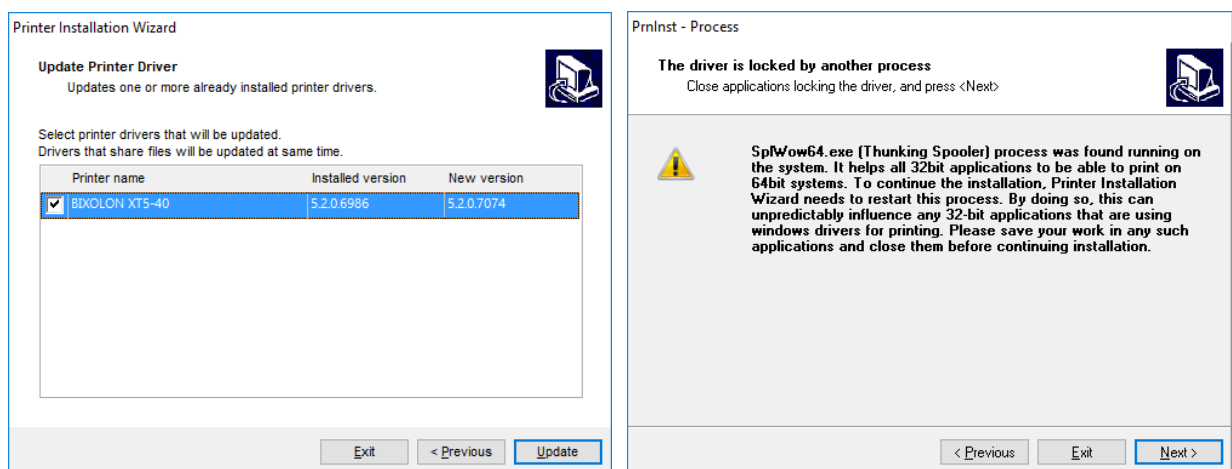 Printer Installation Wizard
Update Printer Driver
Updates one or more already installed printer drivers.
Select printer drivers that will be updated.
Drivers that share files will be updated at same time.
Printer name Installed version New version
BIXOLON XT5-40 5.2.0.6986 5.2.0.7074
Exit < Previous Update
PrnInst - Process
The driver is locked by another process
Close applications locking the driver, and press <Next>
SplWow64.exe (Thunking Spooler) process was found running on
the system. It helps all 32bit applications to be able to print on
64bit systems. To continue the installation, Printer Installation
Wizard needs to restart this process. By doing so, this can
unpredictably influence any 32-bit applications that are using
windows drivers for printing. Please save your work in any such
applications and close them before continuing installation.
< Previous Exit Next >